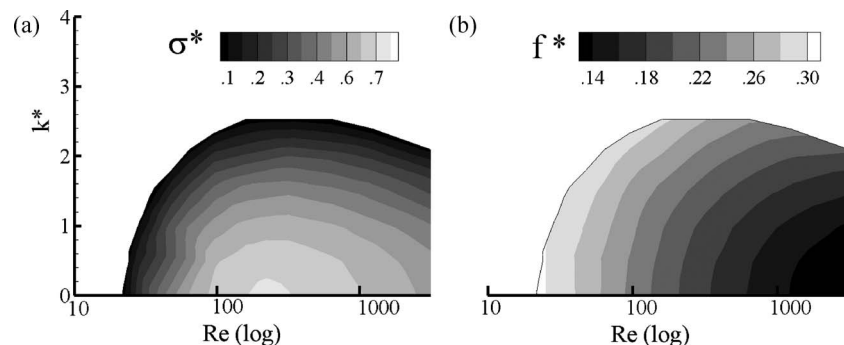 (a)
σ*
.1 .2 .3 .4 .6 .7
k*
4
3
2
1
0
10 100 1000
Re (log)
(b)
f*
.14 .18 .22 .26 .30
10 100 1000
Re (log)